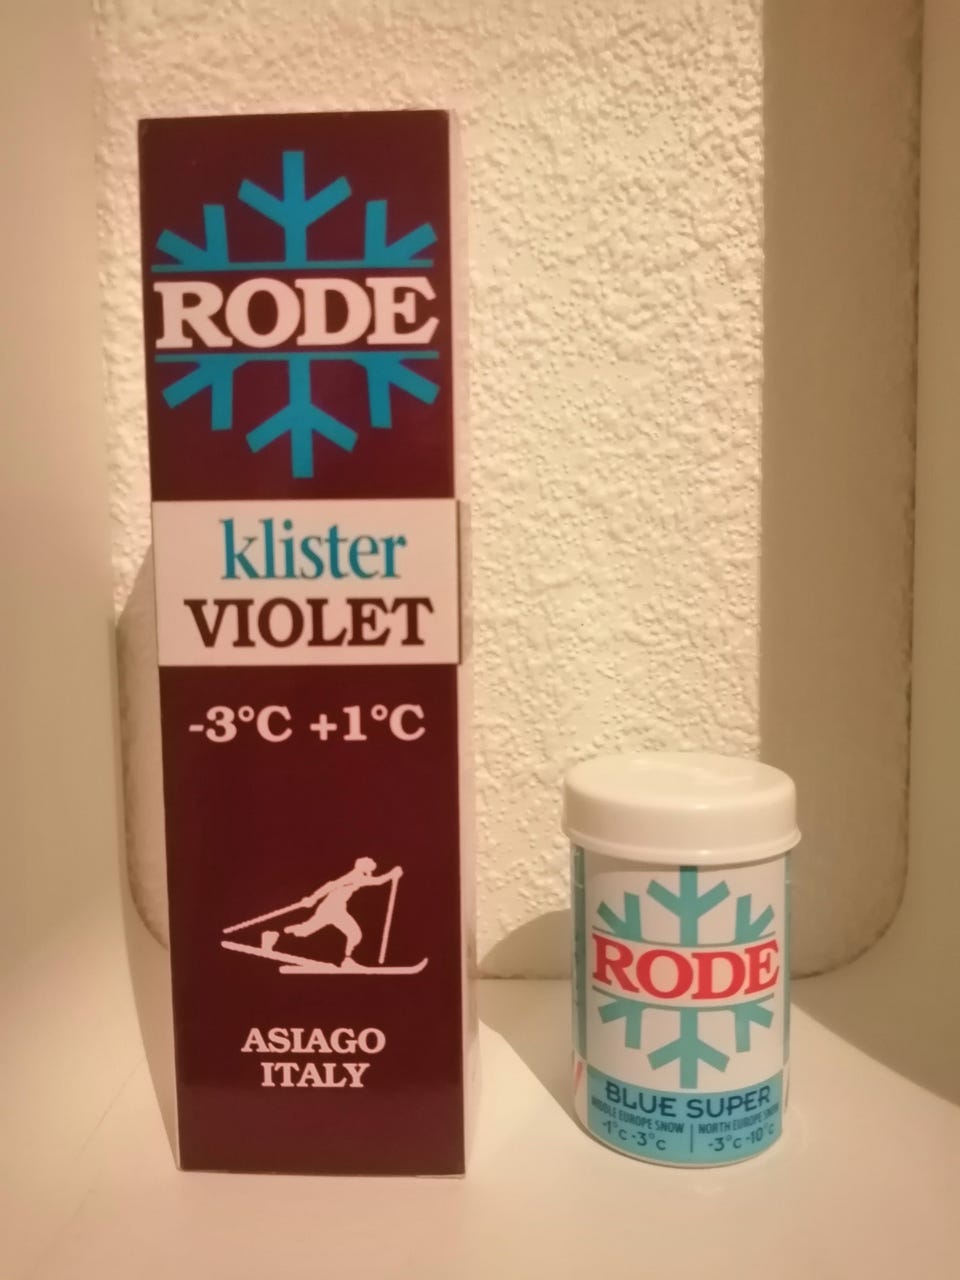 RODE
klister
VIOLET
-3°C +1°C
ASIAGO
ITALY
RODE
BLUE SUPER
MIDDLE EUROPE SNOW | NORTH EUROPE SNOW
-1°C -3°C | -3°C -10°C